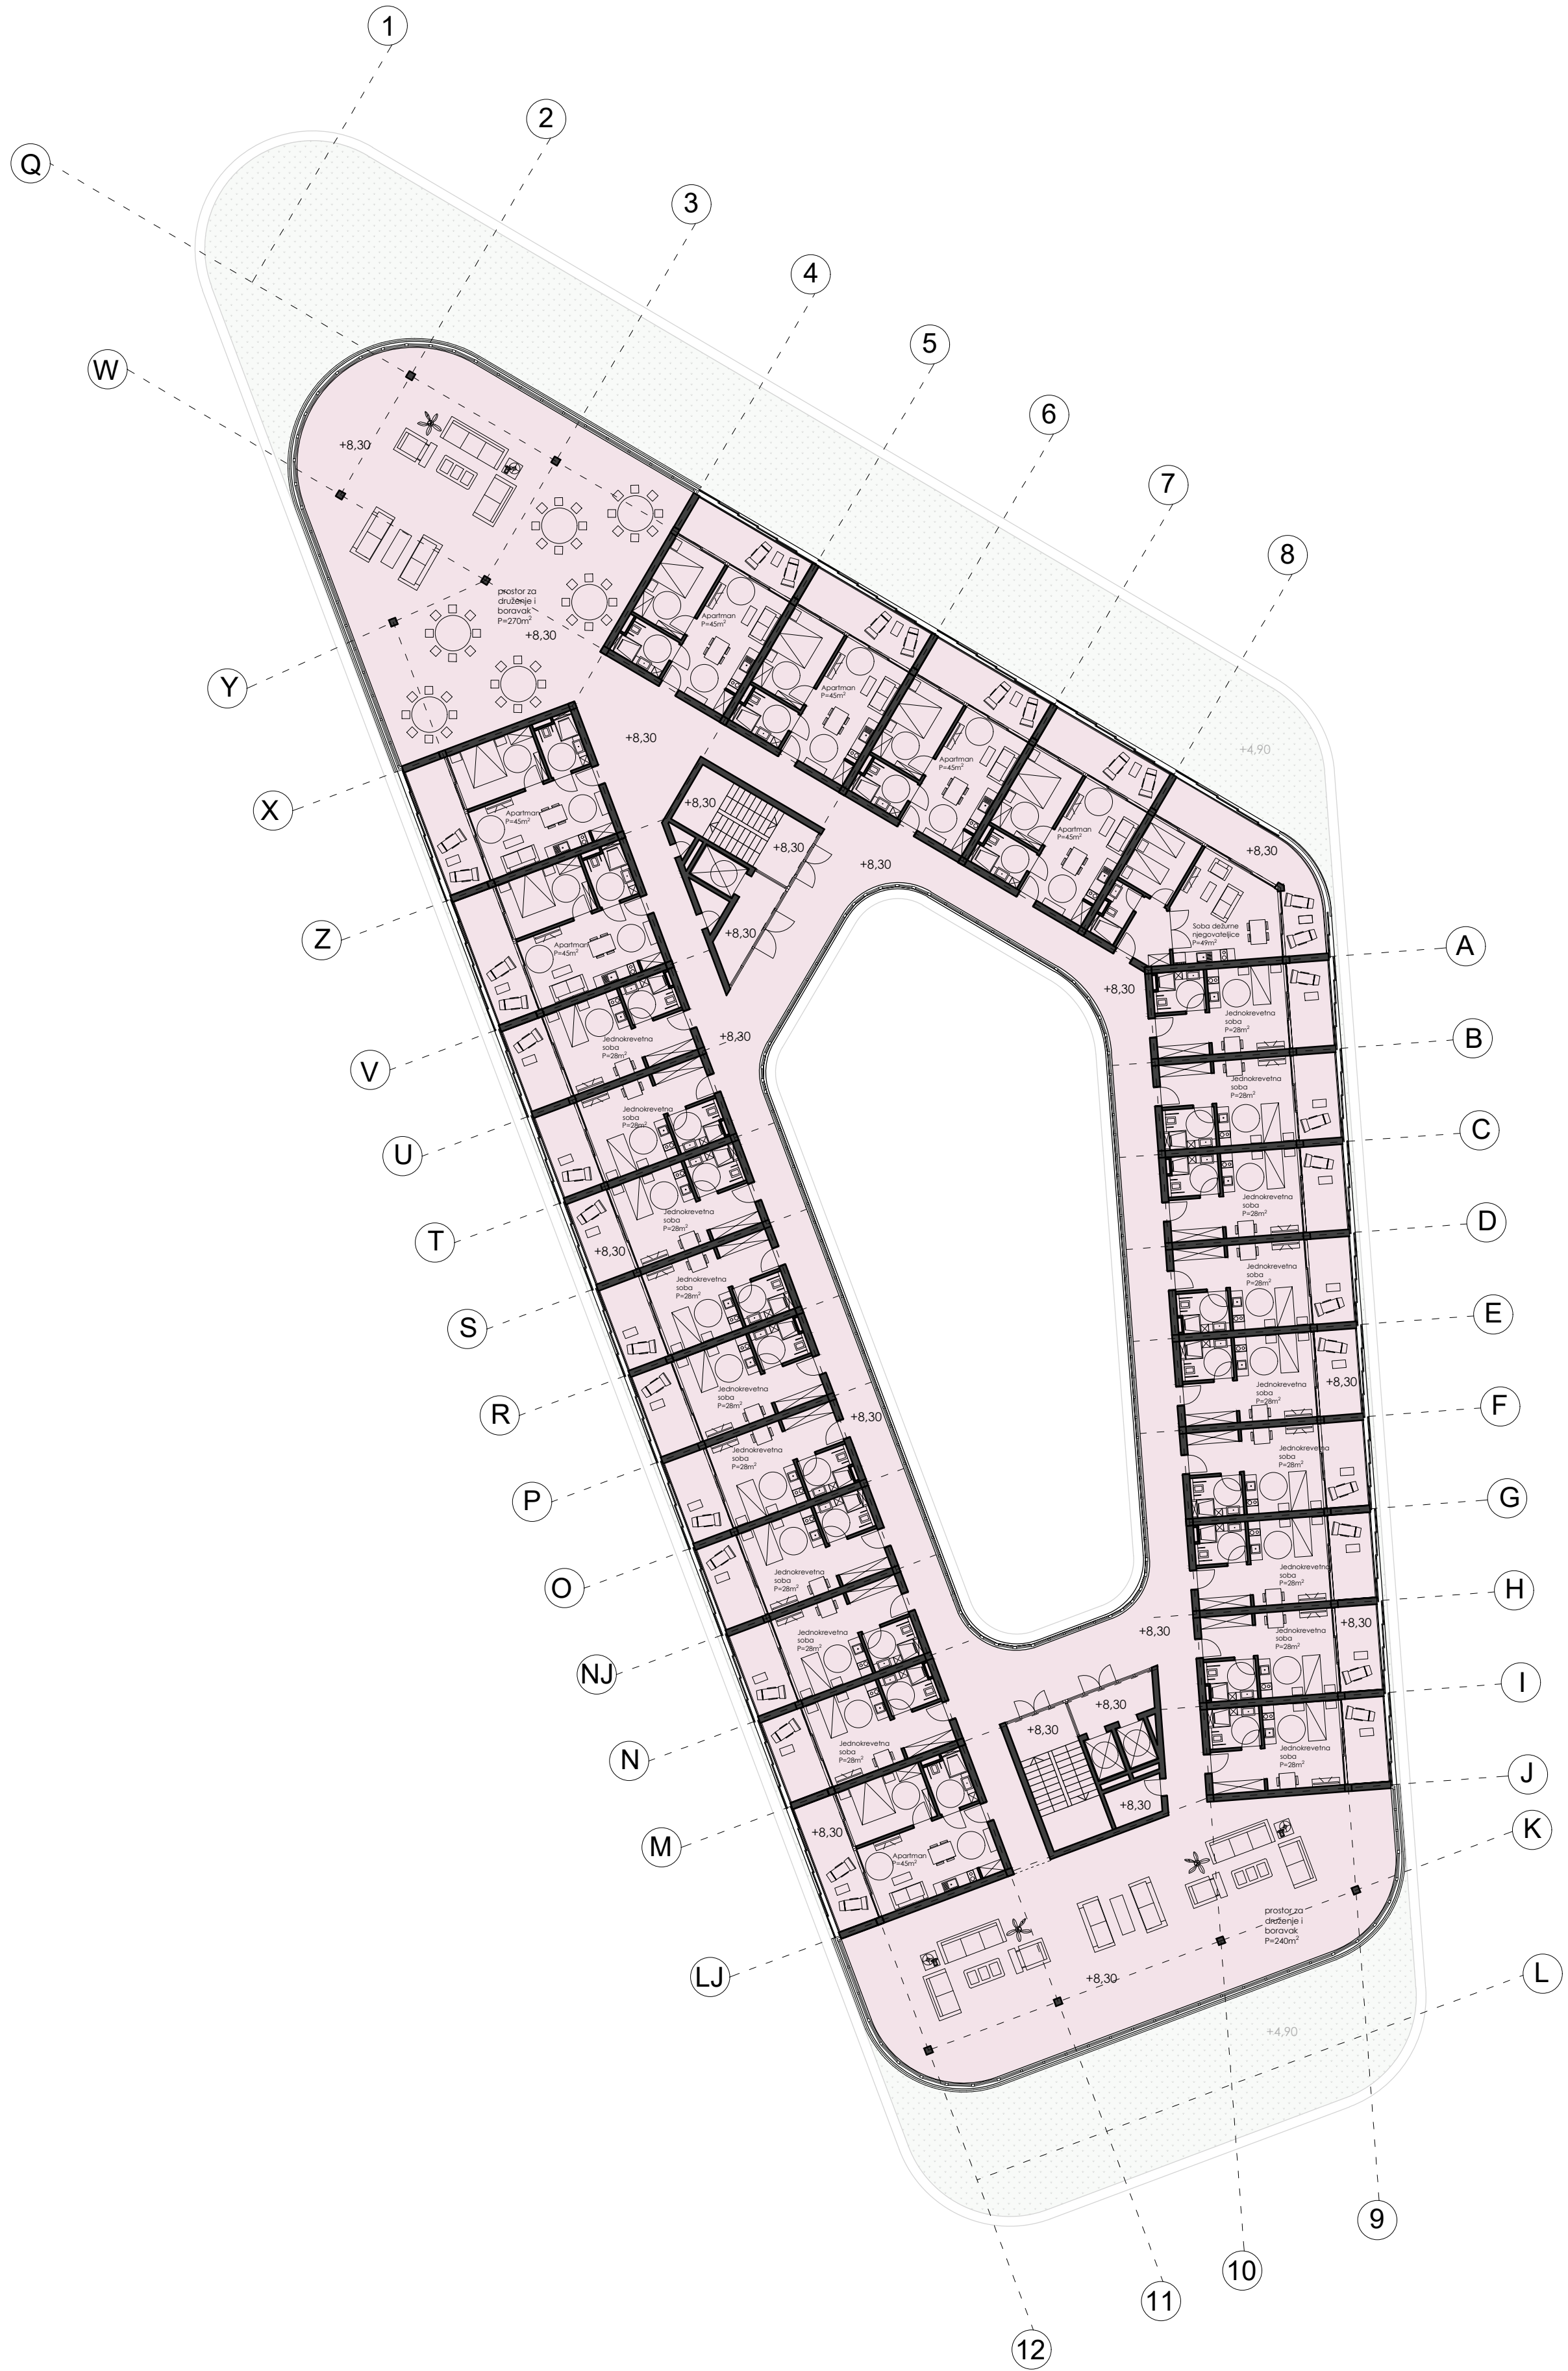 1
2
Q
3
4
5
W
6
+8,30
7
8
prostor za
druženje i
boravak
P=270m²
Apartman
P=45m²
+8,30
Y
Apartman
P=45m²
+8,30
+4,90
Apartman
P=45m²
X
+8,30
Apartman
P=45m²
Apartman
P=45m²
+8,30
+8,30
+8,30
Soba dežurne
njegovateljice
P=49m²
Z
+8,30
Apartman
P=45m²
A
+8,30
Jednokrevetna
soba
P=28m²
B
+8,30
Jednokrevetna
soba
P=28m²
V
Jednokrevetna
soba
P=28m²
Jednokrevetna
soba
P=28m²
C
U
Jednokrevetna
soba
P=28m²
Jednokrevetna
soba
P=28m²
D
T
+8,30
Jednokrevetna
soba
P=28m²
Jednokrevetna
soba
P=28m²
E
S
Jednokrevetna
soba
P=28m²
+8,30
Jednokrevetna
soba
P=28m²
F
R
+8,30
Jednokrevetna
soba
P=28m²
Jednokrevetna
soba
P=28m²
G
P
Jednokrevetna
soba
P=28m²
Jednokrevetna
soba
P=28m²
H
O
+8,30
+8,30
Jednokrevetna
soba
P=28m²
Jednokrevetna
soba
P=28m²
NJ
I
+8,30
+8,30
Jednokrevetna
soba
P=28m²
Jednokrevetna
soba
P=28m²
N
J
+8,30
+8,30
K
M
Apartman
P=45m²
prostor za
druženje i
boravak
P=240m²
LJ
+8,30
L
+4,90
9
10
11
12